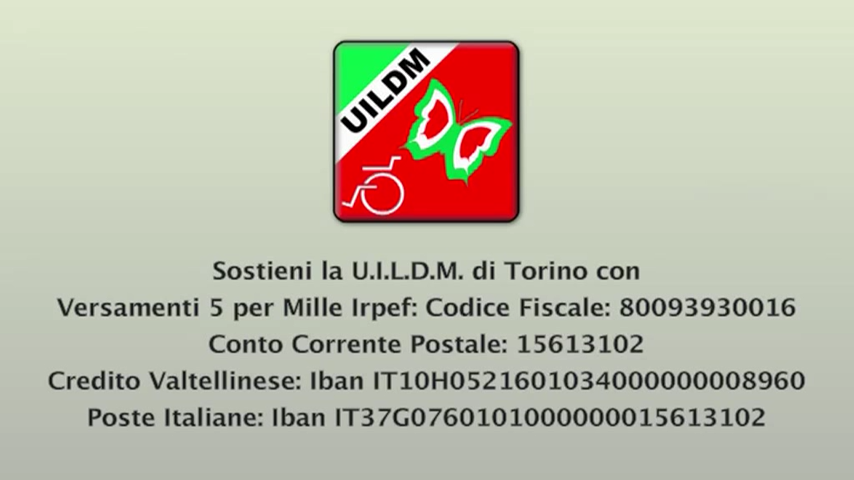 UILDM
Sostieni la U.I.L.D.M. di Torino con
Versamenti 5 per Mille Irpef: Codice Fiscale: 80093930016
Conto Corrente Postale: 15613102
Credito Valtellinese: Iban IT10H0521601034000000008960
Poste Italiane: Iban IT37G0760101000000015613102